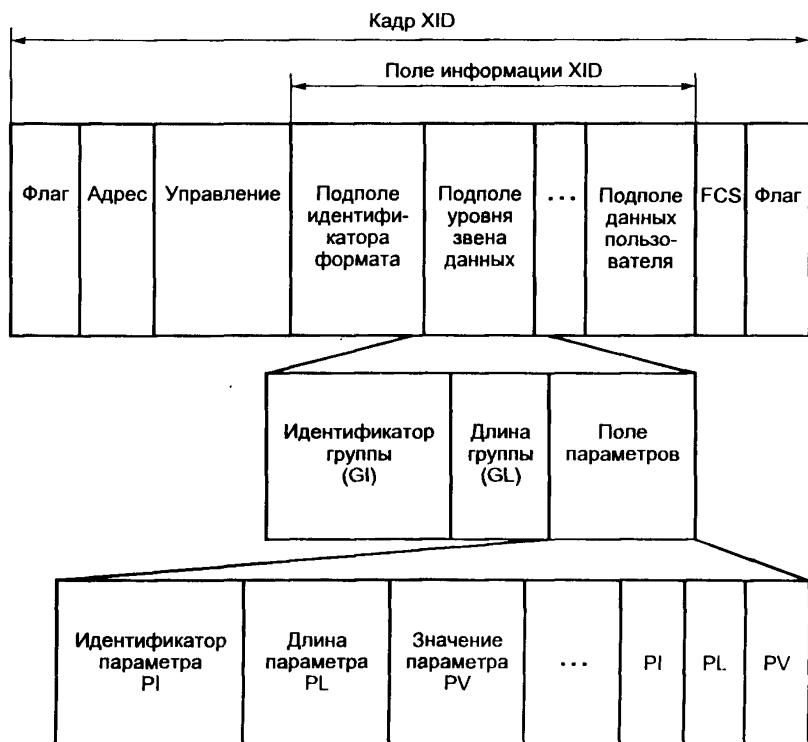 Кадр XID
Поле информации XID
Флаг
Адрес
Управление
Подполе
идентифи-
катора
формата
Подполе
уровня
звена
данных
...
Подполе
данных
пользо-
вателя
FCS
Флаг
Идентификатор
группы
(GI)
Длина
группы
(GL)
Поле
параметров
Идентификатор
параметра
PI
Длина
параметра
PL
Значение
параметра
PV
...
PI
PL
PV